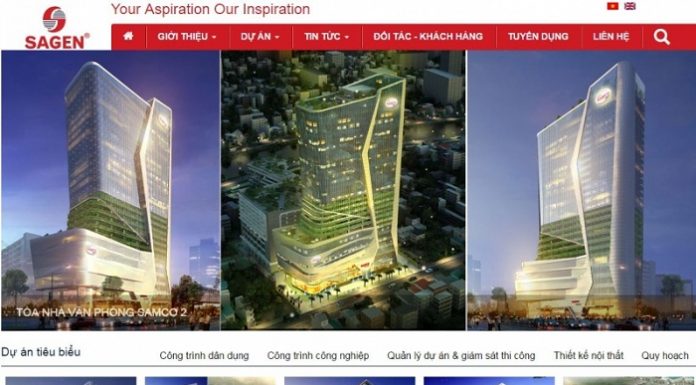 Your Aspiration Our Inspiration
SAGEN®
GIỚI THIỆU
DỰ ÁN
TIN TỨC
ĐỐI TÁC - KHÁCH HÀNG
TUYỂN DỤNG
LIÊN HỆ
TÒA NHÀ VĂN PHÒNG SAMCO 2
Dự án tiêu biểu
Công trình dân dụng
Công trình công nghiệp
Quản lý dự án & giám sát thi công
Thiết kế nội thất
Quy hoạch